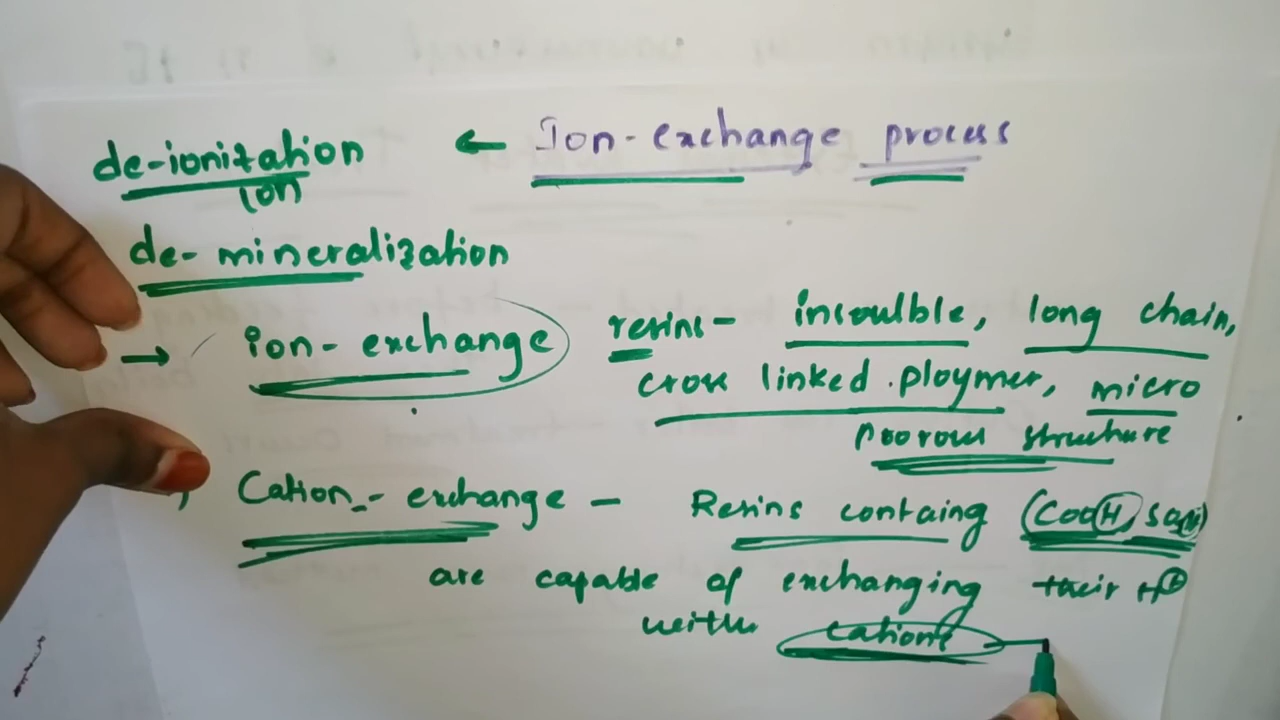 de-ionization ← Ion-exchange process
ion
de-mineralization
→ ion-exchange resins - insoulble, long chain,
cross linked ploymer, micro
poorous structure
Cation-exchange - Resins containg (COOH, SO3H)
are capable of exchanging their H⊕
with cations